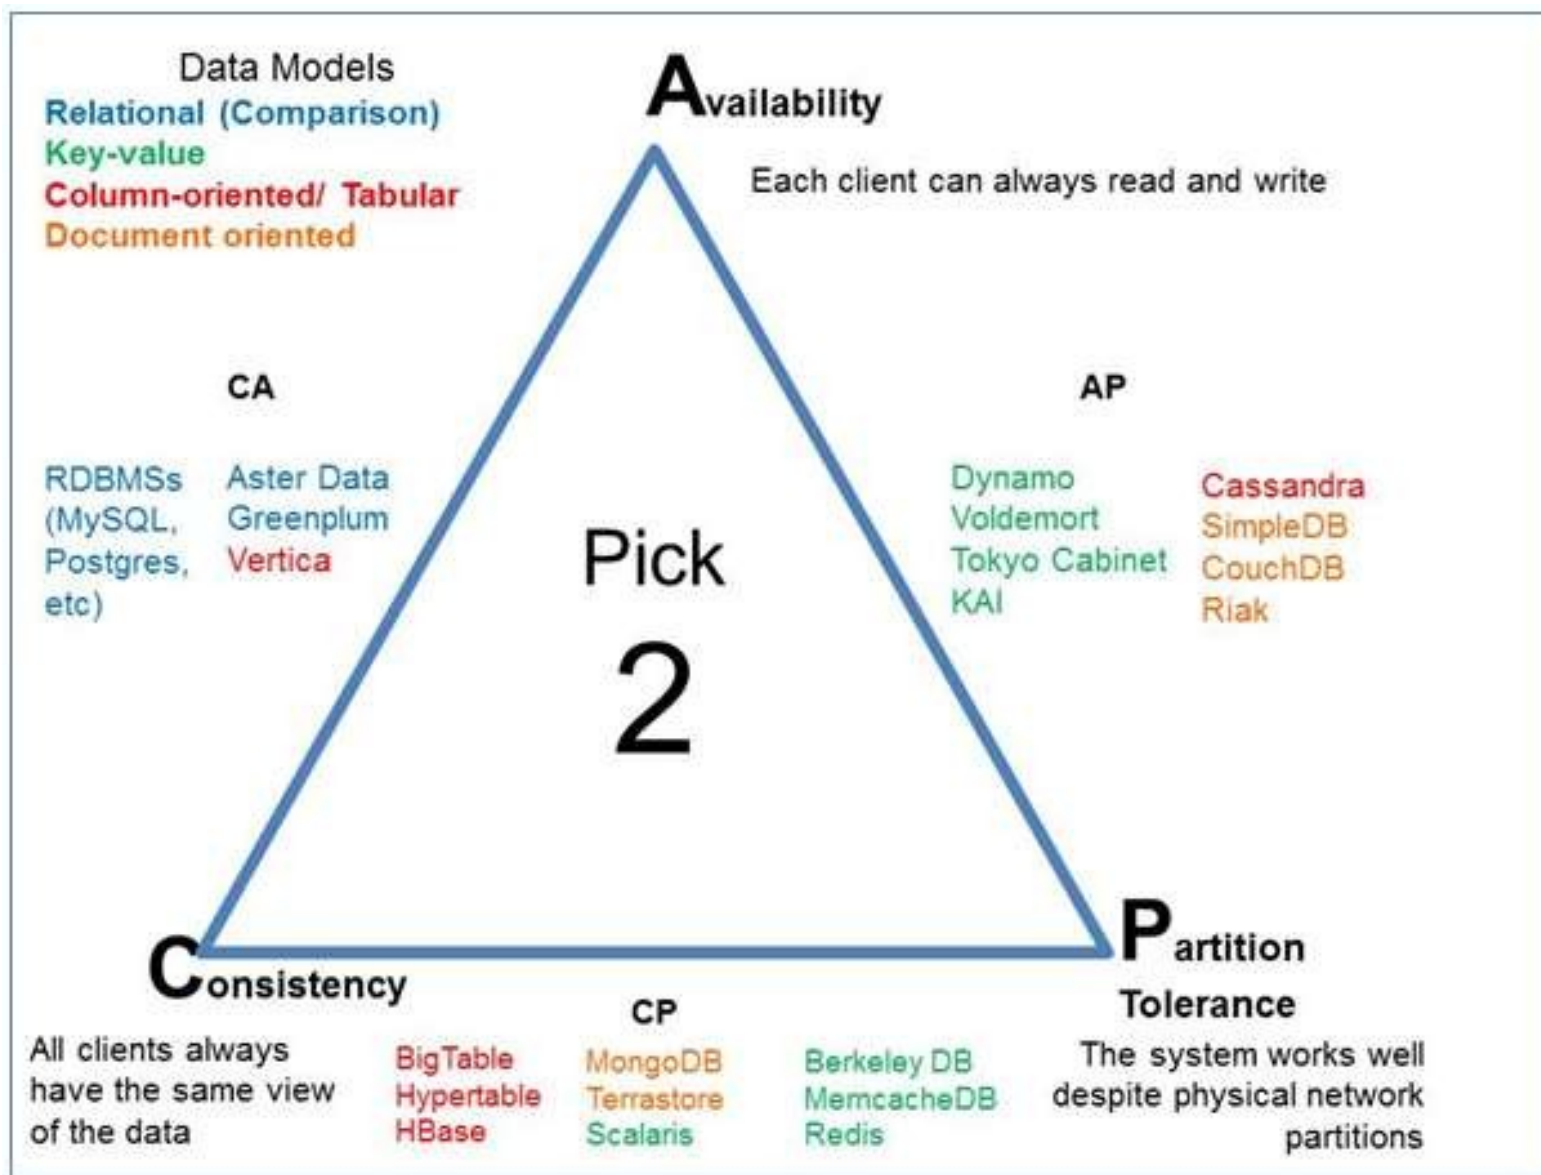 Data Models
Relational (Comparison)
Key-value
Column-oriented/ Tabular
Document oriented
Availability
Each client can always read and write
CA
RDBMSs
(MySQL,
Postgres,
etc)
Aster Data
Greenplum
Vertica
Pick
2
AP
Dynamo
Voldemort
Tokyo Cabinet
KAI
Cassandra
SimpleDB
CouchDB
Riak
Consistency
All clients always
have the same view
of the data
CP
BigTable
Hypertable
HBase
MongoDB
Terrastore
Scalaris
Berkeley DB
MemcacheDB
Redis
Partition
Tolerance
The system works well
despite physical network
partitions